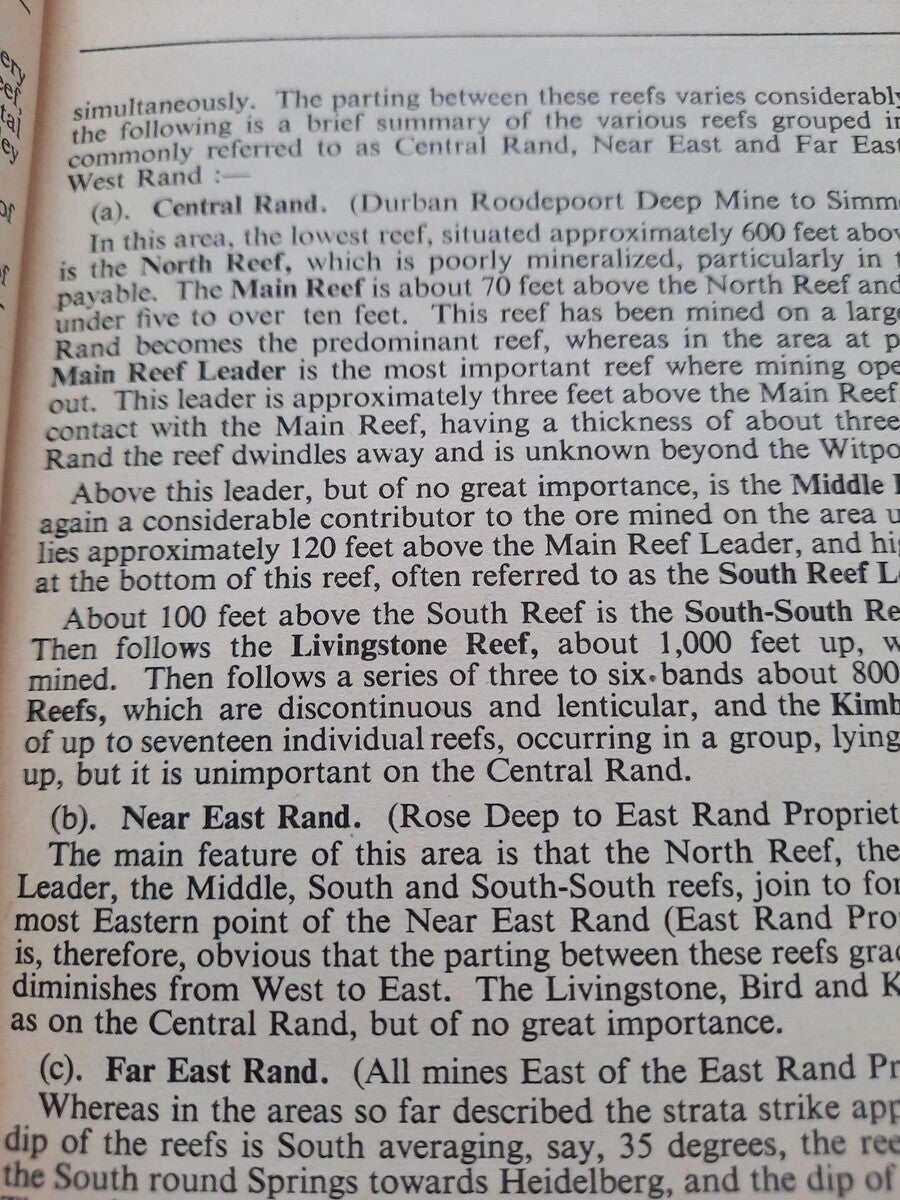 ery
eef,
tal
ey
of
of
simultaneously. The parting between these reefs varies considerably
the following is a brief summary of the various reefs grouped in
commonly referred to as Central Rand, Near East and Far East
West Rand :—
(a). Central Rand. (Durban Roodepoort Deep Mine to Simme
In this area, the lowest reef, situated approximately 600 feet abov
is the North Reef, which is poorly mineralized, particularly in t
payable. The Main Reef is about 70 feet above the North Reef and
under five to over ten feet. This reef has been mined on a large
Rand becomes the predominant reef, whereas in the area at p
Main Reef Leader is the most important reef where mining ope
out. This leader is approximately three feet above the Main Reef
contact with the Main Reef, having a thickness of about three
Rand the reef dwindles away and is unknown beyond the Witpo
Above this leader, but of no great importance, is the Middle
again a considerable contributor to the ore mined on the area u
lies approximately 120 feet above the Main Reef Leader, and hig
at the bottom of this reef, often referred to as the South Reef Le
About 100 feet above the South Reef is the South-South Re
Then follows the Livingstone Reef, about 1,000 feet up, w
mined. Then follows a series of three to six bands about 800
Reefs, which are discontinuous and lenticular, and the Kimb
of up to seventeen individual reefs, occurring in a group, lying
up, but it is unimportant on the Central Rand.
(b). Near East Rand. (Rose Deep to East Rand Propriet
The main feature of this area is that the North Reef, the
Leader, the Middle, South and South-South reefs, join to for
most Eastern point of the Near East Rand (East Rand Pro
is, therefore, obvious that the parting between these reefs grad
diminishes from West to East. The Livingstone, Bird and K
as on the Central Rand, but of no great importance.
(c). Far East Rand. (All mines East of the East Rand Pr
Whereas in the areas so far described the strata strike app
dip of the reefs is South averaging, say, 35 degrees, the ree
the South round Springs towards Heidelberg, and the dip of